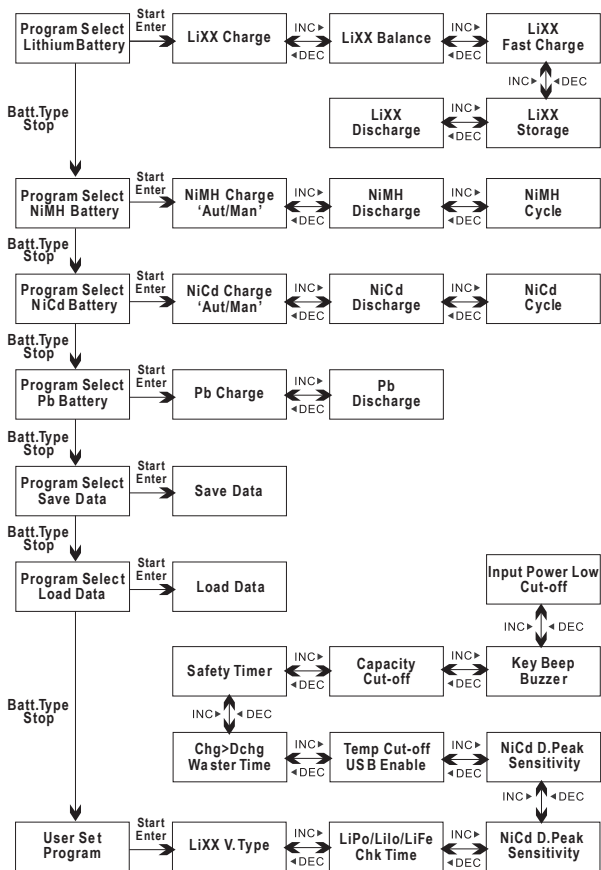 Program Select
Lithium Battery
Start
Enter
LiXX Charge
INC►
◄DEC
LiXX Balance
INC►
◄DEC
LiXX
Fast Charge
INC► ◄DEC
LiXX
Discharge
INC►
◄DEC
LiXX
Storage
Batt.Type
Stop
Program Select
NiMH Battery
Start
Enter
NiMH Charge
‘Aut/Man’
INC►
◄DEC
NiMH
Discharge
INC►
◄DEC
NiMH
Cycle
Batt.Type
Stop
Program Select
NiCd Battery
Start
Enter
NiCd Charge
‘Aut/Man’
INC►
◄DEC
NiCd
Discharge
INC►
◄DEC
NiCd
Cycle
Batt.Type
Stop
Program Select
Pb Battery
Start
Enter
Pb Charge
INC►
◄DEC
Pb
Discharge
Batt.Type
Stop
Program Select
Save Data
Start
Enter
Save Data
Batt.Type
Stop
Program Select
Load Data
Start
Enter
Load Data
Input Power Low
Cut-off
INC► ◄DEC
Safety Timer
INC►
◄DEC
Capacity
Cut-off
INC►
◄DEC
Key Beep
Buzzer
Batt.Type
Stop
INC► ◄DEC
Chg>Dchg
Waster Time
INC►
◄DEC
Temp Cut-off
USB Enable
INC►
◄DEC
NiCd D.Peak
Sensitivity
INC► ◄DEC
User Set
Program
Start
Enter
LiXX V.Type
INC►
◄DEC
LiPo/LiIo/LiFe
Chk Time
INC►
◄DEC
NiCd D.Peak
Sensitivity